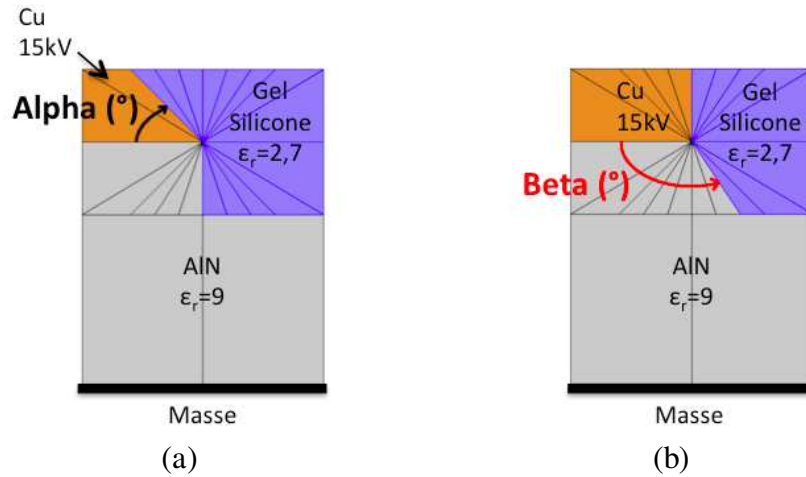 Cu
15kV
Alpha (°)
Gel
Silicone
εr=2,7
AlN
εr=9
Masse
(a)
Cu
15kV
Gel
Silicone
εr=2,7
Beta (°)
AlN
εr=9
Masse
(b)